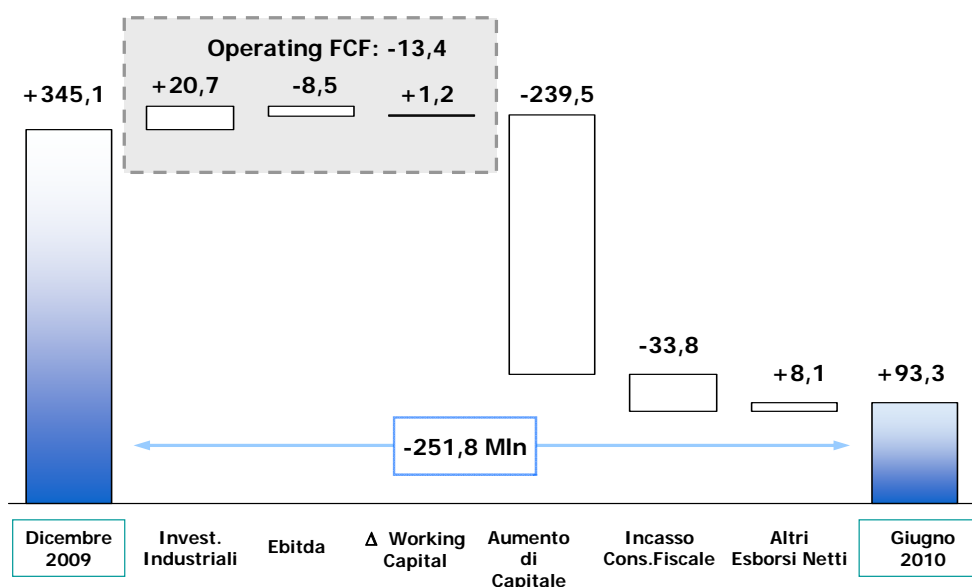 Operating FCF: -13,4
+345,1
+20,7
-8,5
+1,2
-239,5
-33,8
+8,1
+93,3
-251,8 Mln
Dicembre
2009
Invest.
Industriali
Ebitda
Δ Working
Capital
Aumento
di
Capitale
Incasso
Cons.Fiscale
Altri
Esborsi Netti
Giugno
2010